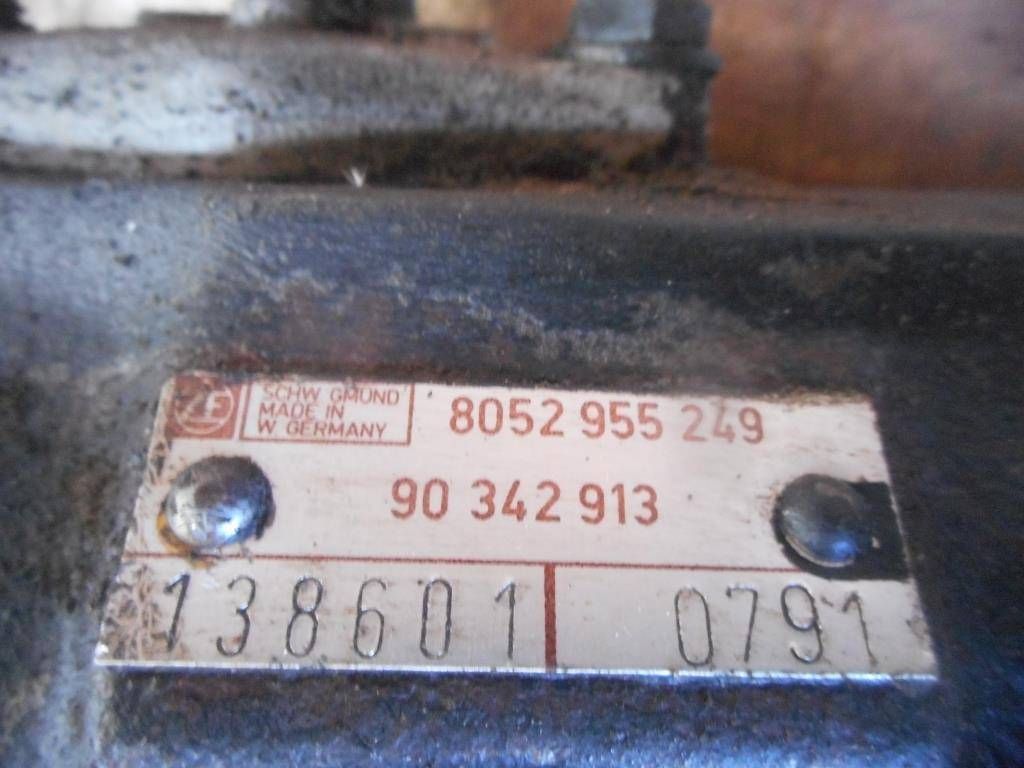 ZF
SCHW GMÜND
MADE IN
W GERMANY
8052 955 249
90 342 913
138601 0791